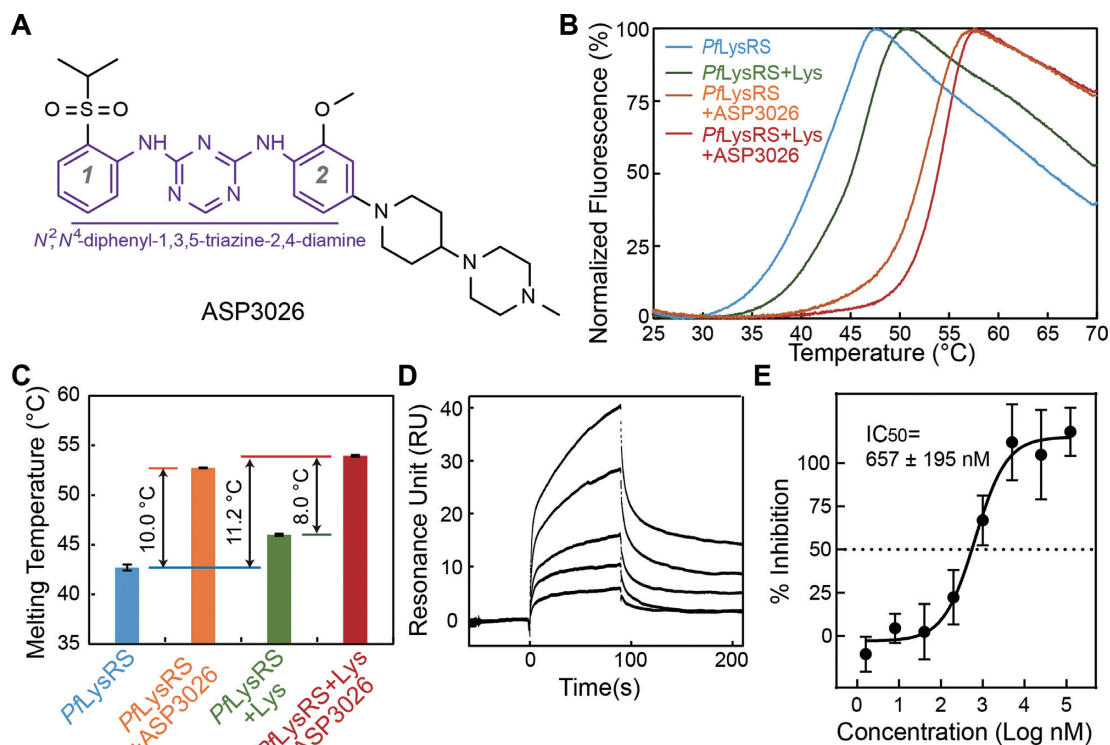 A
O
S
O
O
NH
N
NH
N
N
1
2
N
N
N
N2,N4-diphenyl-1,3,5-triazine-2,4-diamine
ASP3026
B
Normalized Fluorescence (%)
100
75
50
25
0
PfLysRS
PfLysRS+Lys
PfLysRS
+ASP3026
PfLysRS+Lys
+ASP3026
25 30 35 40 45 50 55 60 65 70
Temperature (°C)
C
Melting Temperature (°C)
60
55
50
45
40
35
10.0 °C
11.2 °C
8.0 °C
PfLysRS
PfLysRS
+ASP3026
PfLysRS
+Lys
PfLysRS+Lys
ASP3026
D
Resonance Unit (RU)
40
30
20
10
0
0 100 200
Time(s)
E
% Inhibition
IC50=
657 ± 195 nM
100
50
25
0
0 1 2 3 4 5
Concentration (Log nM)